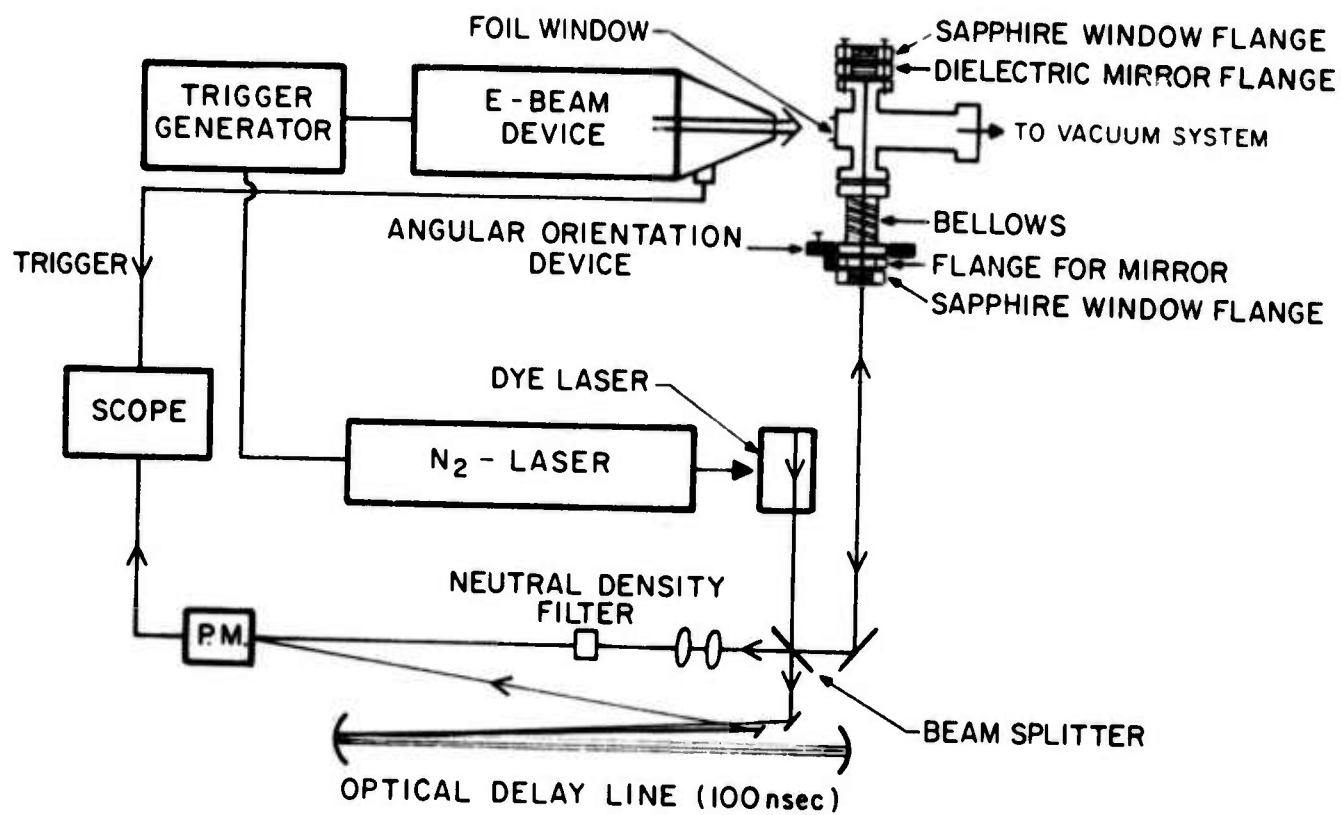 FOIL WINDOW
SAPPHIRE WINDOW FLANGE
DIELECTRIC MIRROR FLANGE
TRIGGER
GENERATOR
E - BEAM
DEVICE
TO VACUUM SYSTEM
ANGULAR ORIENTATION
DEVICE
BELLOWS
FLANGE FOR MIRROR
SAPPHIRE WINDOW FLANGE
TRIGGER
SCOPE
DYE LASER
N2 - LASER
NEUTRAL DENSITY
FILTER
P.M.
BEAM SPLITTER
OPTICAL DELAY LINE (100nsec)